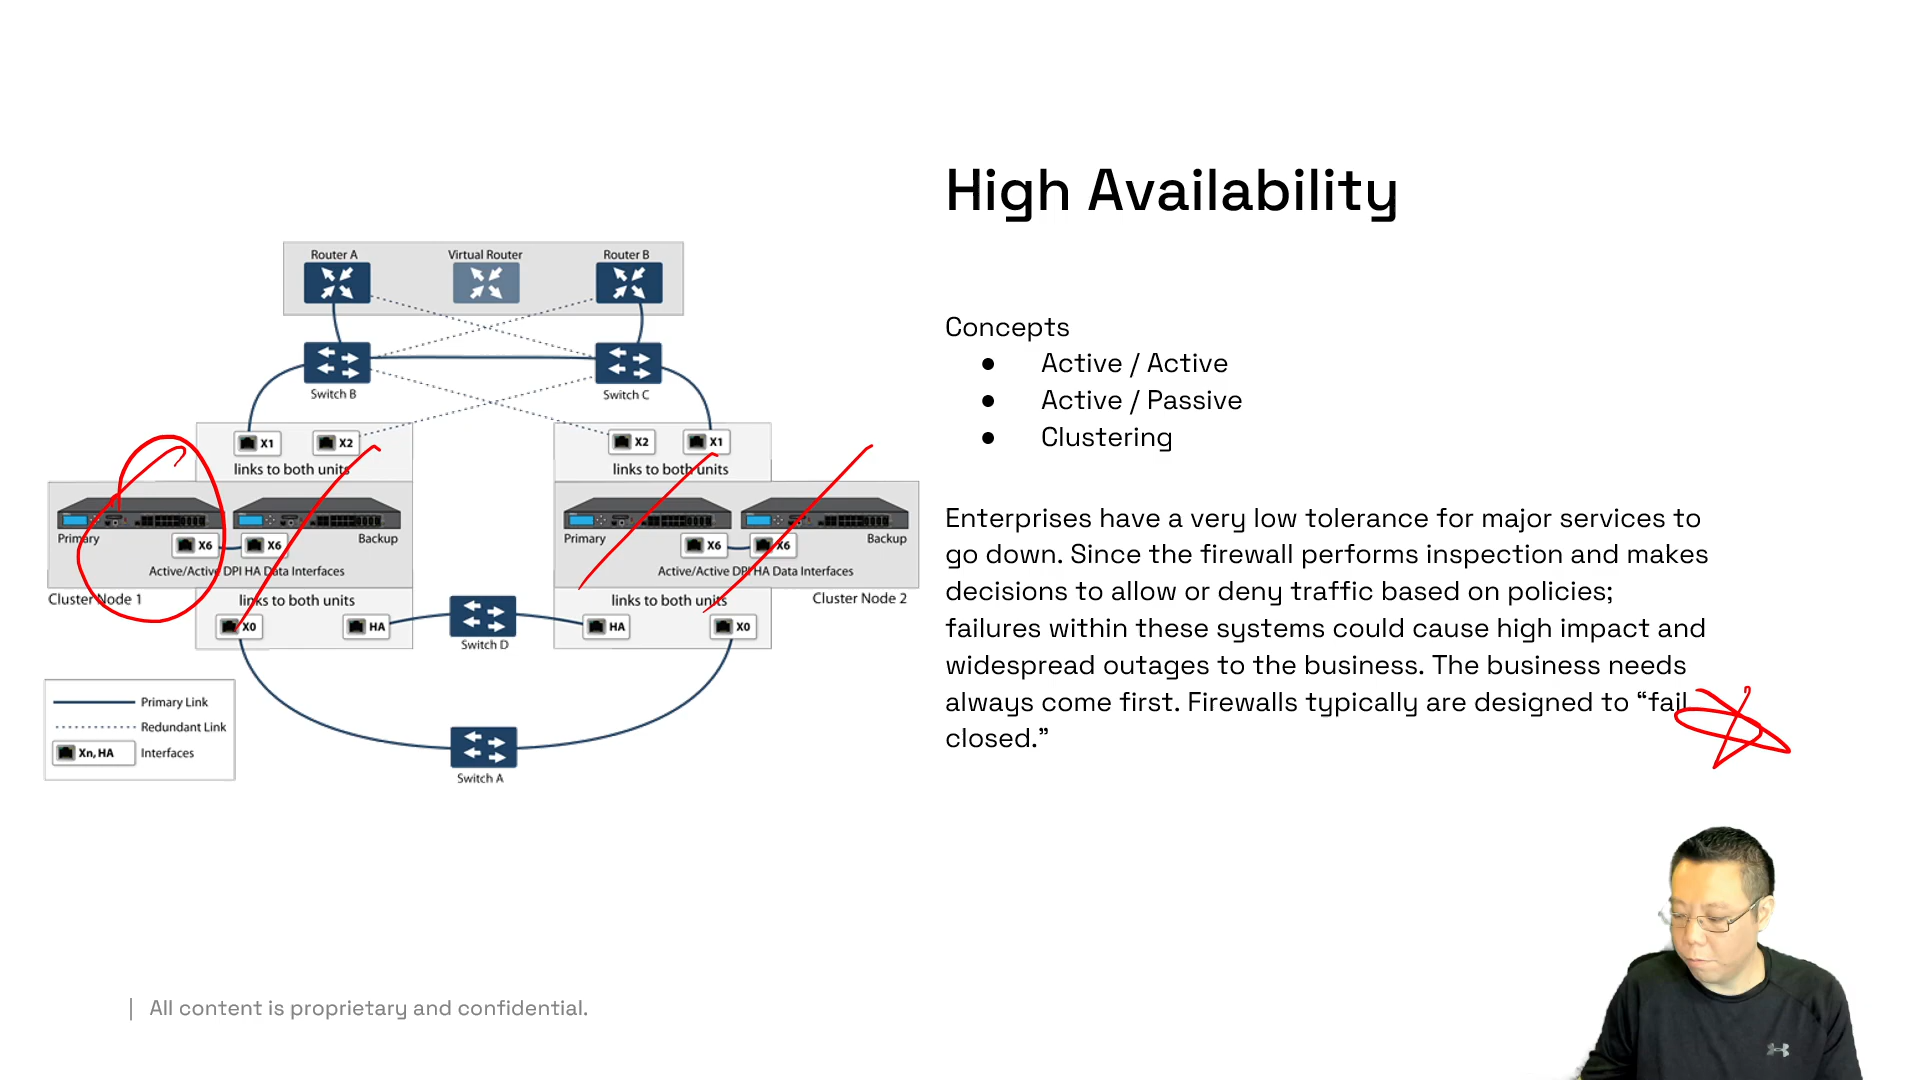 High Availability
Router A
Virtual Router
Router B
Switch B
Switch C
X1
X2
X2
X1
links to both units
links to both units
Primary
Backup
X6
X6
Active/Active DPI HA Data Interfaces
Cluster Node 1
Primary
Backup
X6
X6
Active/Active DPI HA Data Interfaces
Cluster Node 2
links to both units
links to both units
X0
HA
HA
X0
Switch D
Switch A
Primary Link
Redundant Link
Xn, HA
Interfaces
Concepts
● Active / Active
● Active / Passive
● Clustering
Enterprises have a very low tolerance for major services to
go down. Since the firewall performs inspection and makes
decisions to allow or deny traffic based on policies;
failures within these systems could cause high impact and
widespread outages to the business. The business needs
always come first. Firewalls typically are designed to “fail
closed.”
| All content is proprietary and confidential.